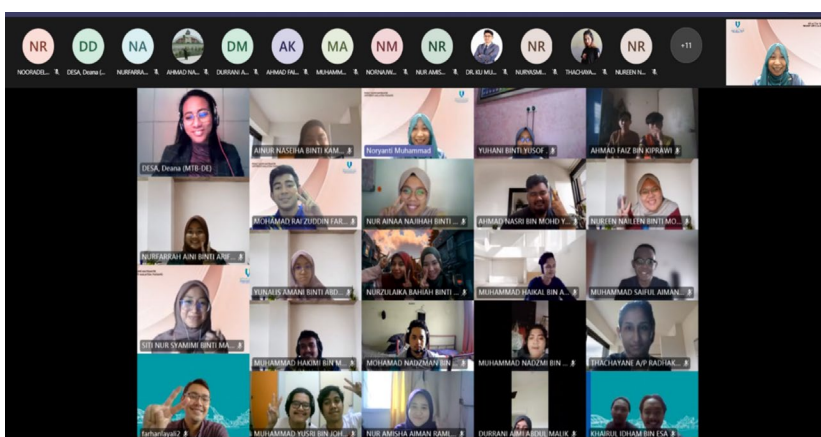 NR
DD
NA
DM
AK
MA
NM
NR
NR
NR
+11
NOORADEL...
DESA, Deana (...
NURFARRA...
AHMAD NA...
DURRANI A...
AHMAD FAI...
MUHAMM...
NORNAJW...
NUR AMIS...
DR. KU MU...
NURYASMI...
THACHAYA...
NUREEN N...
DESA, Deana (MTB-DE)
AINUR NASEIHA BINTI KAM...
Noryanti Muhammad
YUHANI BINTI YUSOF
AHMAD FAIZ BIN KIPRAWI
NURFARRAH AINI BINTI ARIF...
MOHAMAD RAFZUDDIN FAR...
NUR AINAA NAJIHAH BINTI ...
AHMAD NASRI BIN MOHD Y...
NUREEN NAILEEN BINTI MO...
YUNALIS AMANI BINTI ABD...
NURZULAIKA BAHIAH BINTI ...
MUHAMMAD HAIKAL BIN A...
MUHAMMAD SAIFUL AIMAN...
SITI NUR SYAMIMI BINTI MA...
MUHAMMAD HAKIMI BIN M...
MOHAMAD NADZMAN BIN ...
MUHAMMAD NADZMI BIN ...
THACHAYANE A/P RADHAK...
farhanlayali2
MUHAMMAD YUSRI BIN JOH...
NUR AMISHA AIMAN RAMI...
DURRANI AIMI ABDUL MALIK
KHAIRUL IDHAM BIN ESA